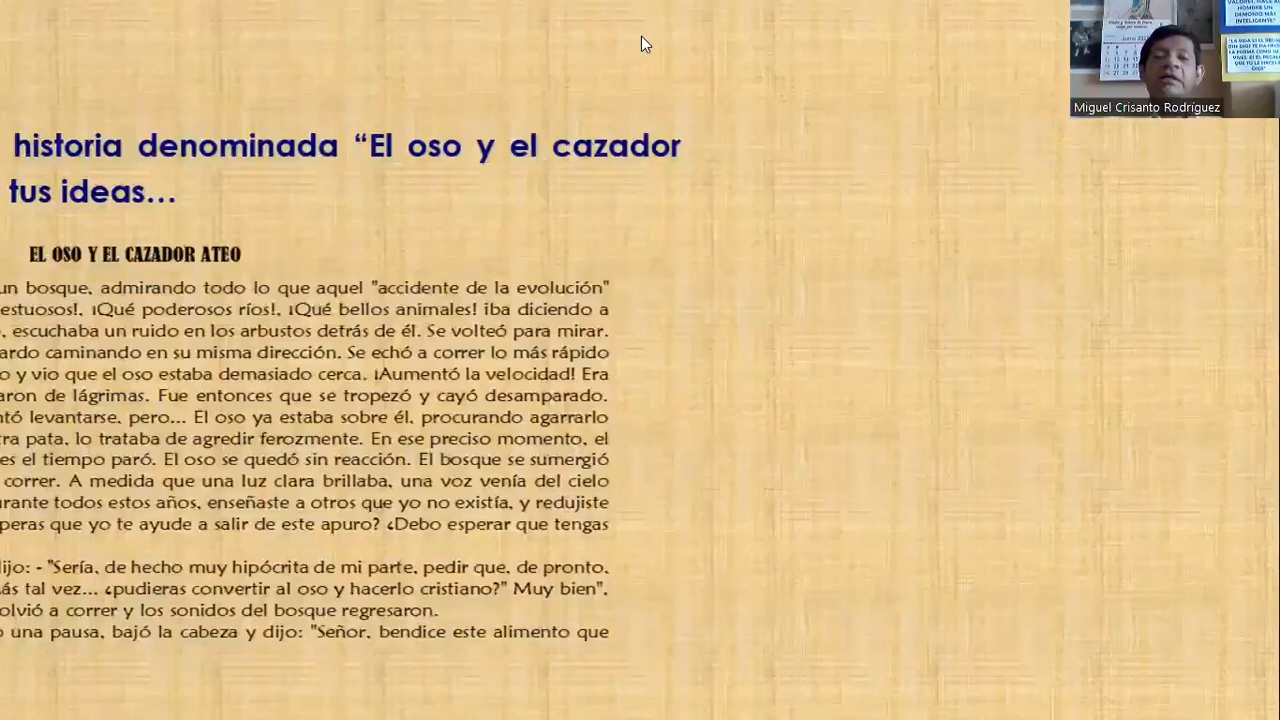 historia denominada “El oso y el cazador
tus ideas…
EL OSO Y EL CAZADOR ATEO
un bosque, admirando todo lo que aquel "accidente de la evolución"
estuosos!, ¡Qué poderosos ríos!, ¡Qué bellos animales! iba diciendo a
, escuchaba un ruido en los arbustos detrás de él. Se volteó para mirar.
ardo caminando en su misma dirección. Se echó a correr lo más rápido
o y vio que el oso estaba demasiado cerca. ¡Aumentó la velocidad! Era
aron de lágrimas. Fue entonces que se tropezó y cayó desamparado.
ntó levantarse, pero... El oso ya estaba sobre él, procurando agarrarlo
tra pata, lo trataba de agredir ferozmente. En ese preciso momento, el
es el tiempo paró. El oso se quedó sin reacción. El bosque se sumergió
correr. A medida que una luz clara brillaba, una voz venía del cielo
urante todos estos años, enseñaste a otros que yo no existía, y redujiste
peras que yo te ayude a salir de este apuro? ¿Debo esperar que tengas
dijo: - "Sería, de hecho muy hipócrita de mi parte, pedir que, de pronto,
ás tal vez... ¿pudieras convertir al oso y hacerlo cristiano?" Muy bien",
olvió a correr y los sonidos del bosque regresaron.
o una pausa, bajó la cabeza y dijo: "Señor, bendice este alimento que
HOMBRE UN
DEMONIO MÁS
INTELIGENTE"
Junio
Miguel Crisanto Rodríguez